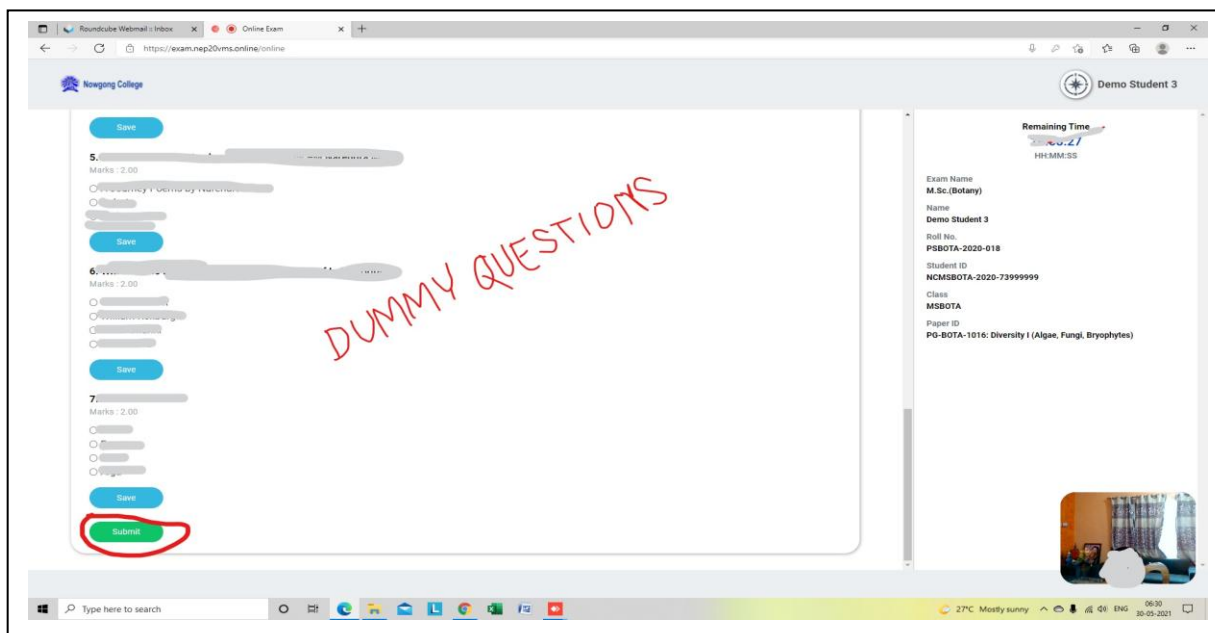 Roundcube Webmail :: Inbox
Online Exam
https://exam.nep20vms.online/online
Nowgong College
Demo Student 3
Save
5.
Marks : 2.00
Save
6.
Marks : 2.00
Save
7.
Marks : 2.00
Save
Submit
DUMMY QUESTIONS
Remaining Time
HH:MM:SS
Exam Name
M.Sc.(Botany)
Name
Demo Student 3
Roll No.
PSBOTA-2020-018
Student ID
NCMSBOTA-2020-73999999
Class
MSBOTA
Paper ID
PG-BOTA-1016: Diversity I (Algae, Fungi, Bryophytes)
Type here to search
27°C Mostly sunny
ENG
06:30
30-05-2021